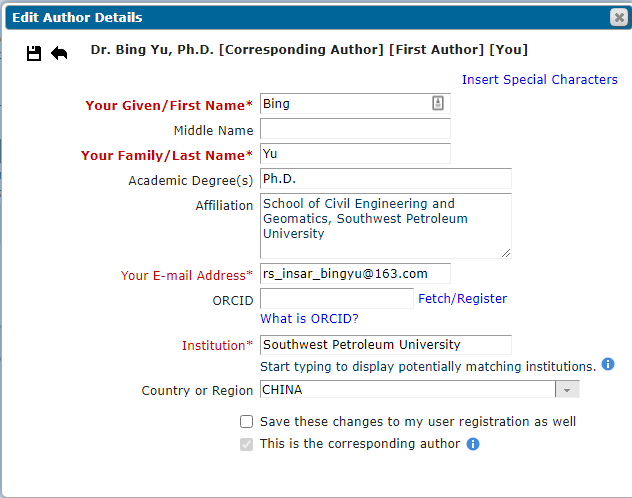 Edit Author Details
Dr. Bing Yu, Ph.D. [Corresponding Author] [First Author] [You]
Insert Special Characters
Your Given/First Name* Bing
Middle Name
Your Family/Last Name* Yu
Academic Degree(s) Ph.D.
Affiliation School of Civil Engineering and
Geomatics, Southwest Petroleum
University
Your E-mail Address* rs_insar_bingyu@163.com
ORCID Fetch/Register
What is ORCID?
Institution* Southwest Petroleum University
Start typing to display potentially matching institutions.
Country or Region CHINA
Save these changes to my user registration as well
This is the corresponding author